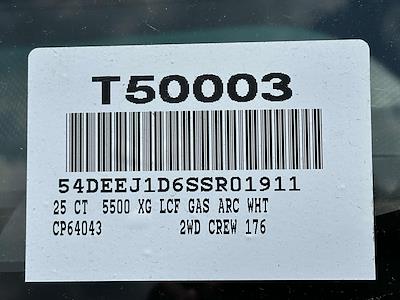 T50003
54DEEJ1D6SSR01911
25 CT 5500 XG LCF GAS ARC WHT
CP64043 2WD CREW 176